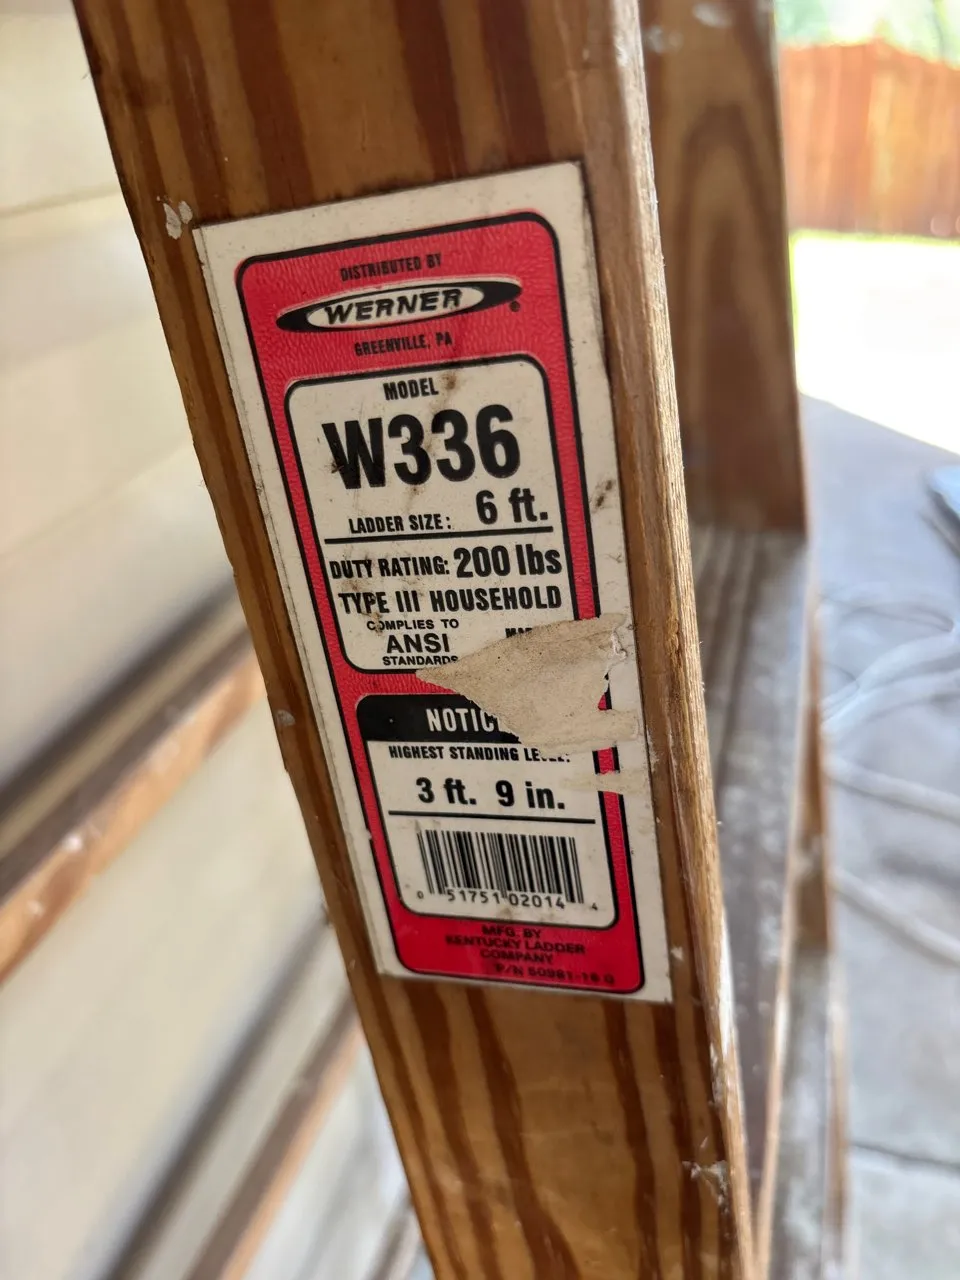 DISTRIBUTED BY
WERNER®
GREENVILLE, PA
MODEL
W336
LADDER SIZE: 6 ft.
DUTY RATING: 200 lbs
TYPE III HOUSEHOLD
COMPLIES TO
ANSI
STANDARDS
NOTIC
HIGHEST STANDING
3 ft. 9 in.
0 51751 02014 4
MFG. BY
KENTUCKY LADDER
COMPANY